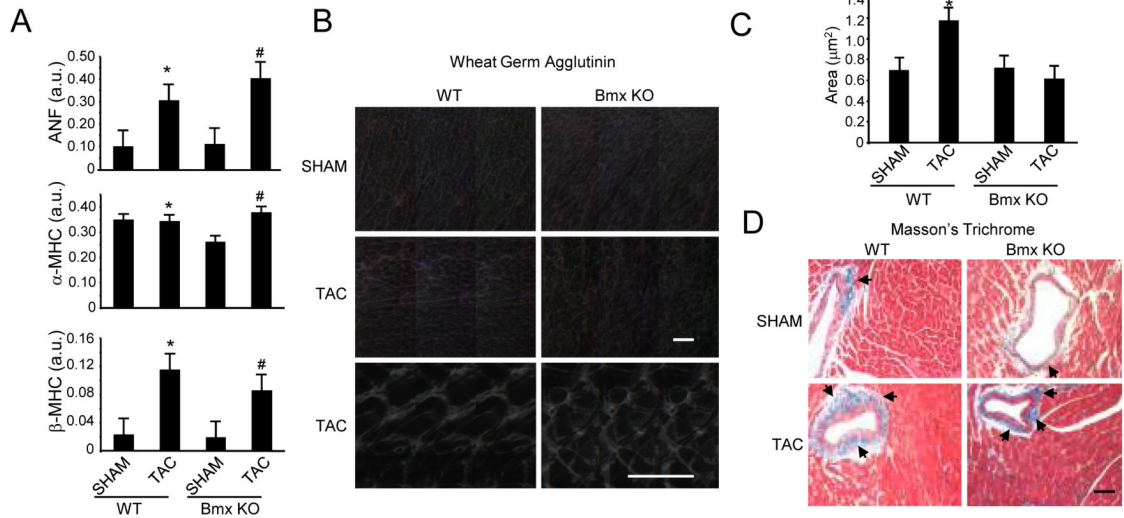 A
ANF (a.u.)
0.50
0.40
0.30
0.20
0.10
0
*
#
α-MHC (a.u.)
0.40
0.30
0.20
0.10
0
*
#
β-MHC (a.u.)
0.16
0.12
0.08
0.04
0
*
#
SHAM TAC SHAM TAC
WT Bmx KO
B
Wheat Germ Agglutinin
WT Bmx KO
SHAM
TAC
TAC
C
Area (μm²)
1.4
1.2
1.0
0.6
0.8
0.4
0.2
0
*
SHAM TAC SHAM TAC
WT Bmx KO
D
Masson's Trichrome
WT Bmx KO
SHAM
TAC